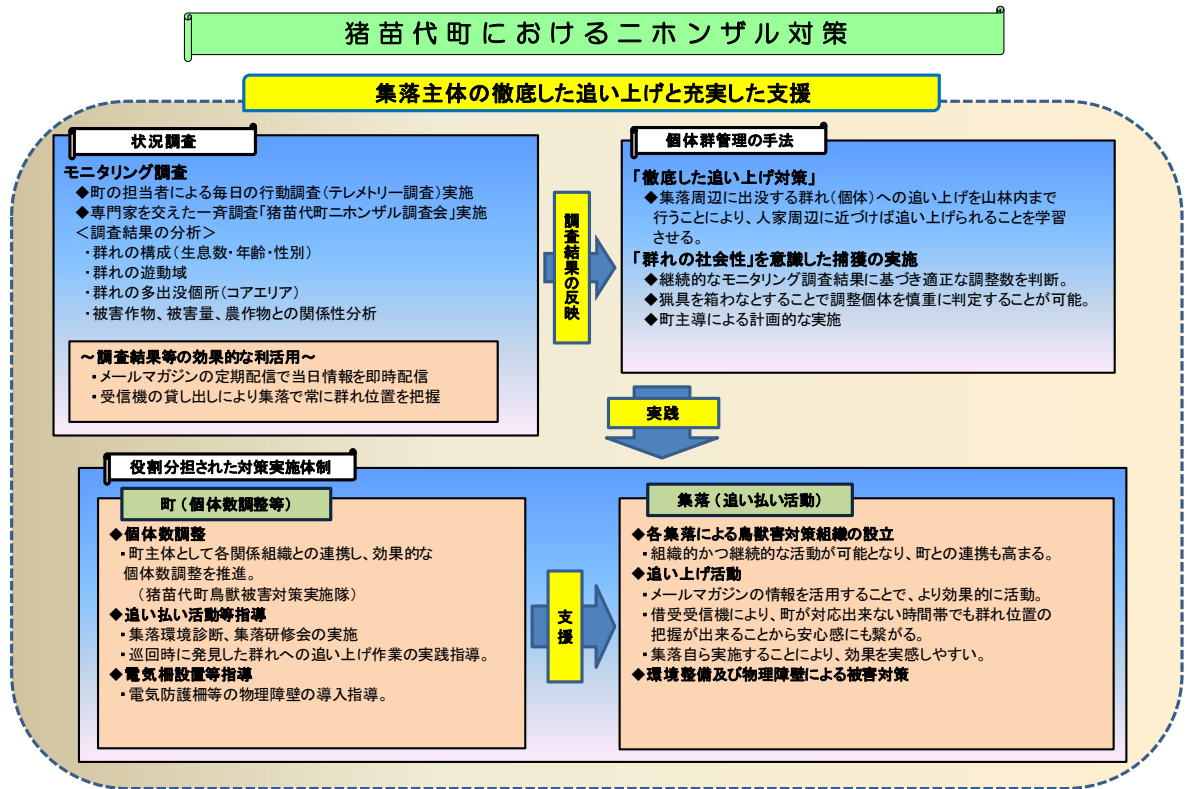 猪苗代町におけるニホンザル対策
集落主体の徹底した追い上げと充実した支援
状況調査
モニタリング調査
◆町の担当者による毎日の行動調査（テレメトリー調査）実施
◆専門家を交えた一斉調査「猪苗代町ニホンザル調査会」実施
＜調査結果の分析＞
・群れの構成（生息数・年齢・性別）
・群れの遊動域
・群れの多出没個所（コアエリア）
・被害作物、被害量、農作物との関係性分析
～調査結果等の効果的な利活用～
・メールマガジンの定期配信で当日情報を即時配信
・受信機の貸し出しにより集落で常に群れ位置を把握
調査結果の反映
個体群管理の手法
「徹底した追い上げ対策」
◆集落周辺に出没する群れ（個体）への追い上げを山林内まで
行うことにより、人家周辺に近づけば追い上げられることを学習
させる。
「群れの社会性」を意識した捕獲の実施
◆継続的なモニタリング調査結果に基づき適正な調整数を判断。
◆猟具を箱わなとすることで調整個体を慎重に判定することが可能。
◆町主導による計画的な実施
実践
役割分担された対策実施体制
町（個体数調整等）
◆個体数調整
・町主体として各関係組織との連携し、効果的な
個体数調整を推進。
（猪苗代町鳥獣被害対策実施隊）
◆追い払い活動等指導
・集落環境診断、集落研修会の実施
・巡回時に発見した群れへの追い上げ作業の実践指導。
◆電気柵設置等指導
・電気防護柵等の物理障壁の導入指導。
支援
集落（追い払い活動）
◆各集落による鳥獣害対策組織の設立
・組織的かつ継続的な活動が可能となり、町との連携も高まる。
◆追い上げ活動
・メールマガジンの情報を活用することで、より効果的に活動。
・借受受信機により、町が対応出来ない時間帯でも群れ位置の
把握が出来ることから安心感にも繋がる。
・集落自ら実施することにより、効果を実感しやすい。
◆環境整備及び物理障壁による被害対策